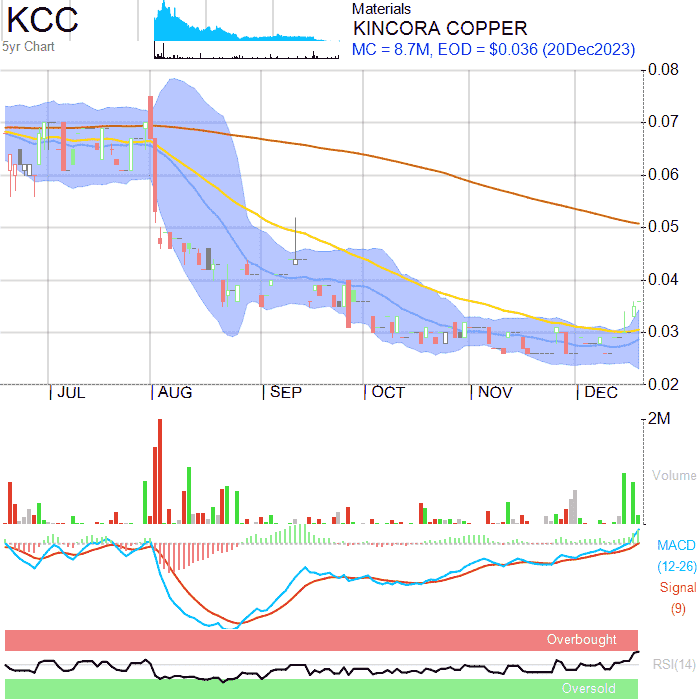 KCC
5yr Chart
Materials
KINCORA COPPER
MC = 8.7M, EOD = $0.036 (20Dec2023)
0.08
0.07
0.06
0.05
0.04
0.03
0.02
JUL AUG SEP OCT NOV DEC
2M
Volume
MACD
(12-26)
Signal
(9)
Overbought
RSI(14)
Oversold